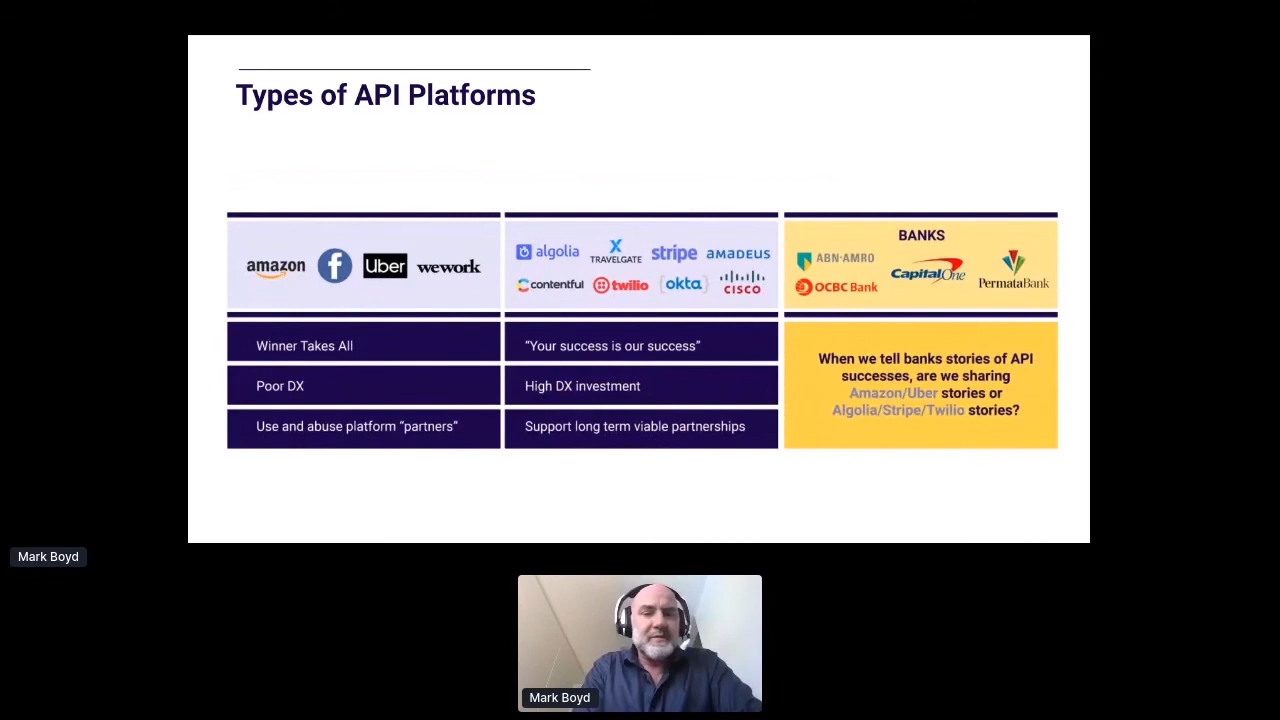 Types of API Platforms
amazon
f
Uber
wework
algolia
TRAVELGATE
stripe
amadeus
contentful
twilio
okta
CISCO
BANKS
ABN·AMRO
Capital One
PermataBank
OCBC Bank
Winner Takes All
Poor DX
Use and abuse platform “partners”
“Your success is our success”
High DX investment
Support long term viable partnerships
When we tell banks stories of API
successes, are we sharing
Amazon/Uber stories or
Algolia/Stripe/Twilio stories?
Mark Boyd
Mark Boyd